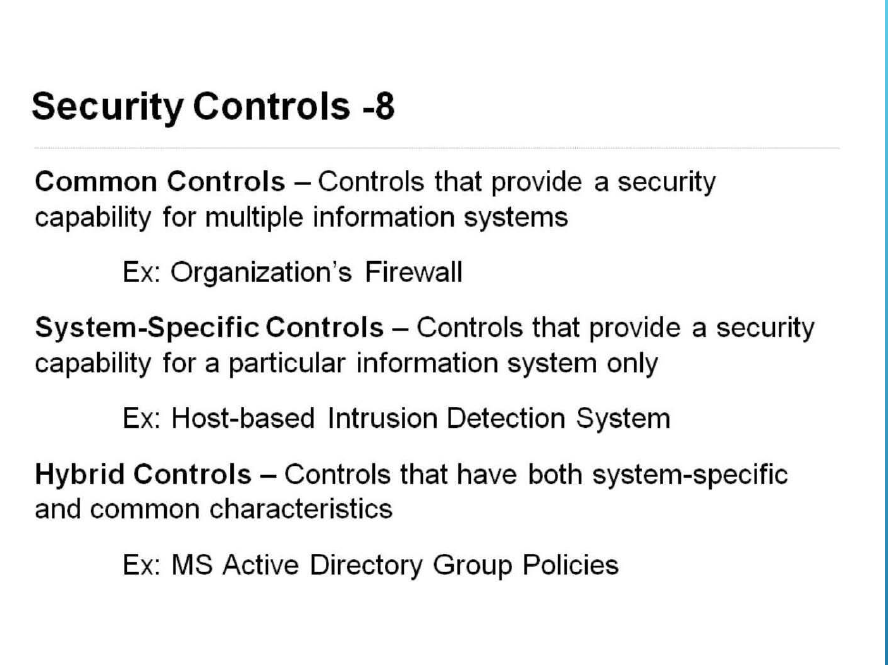 Security Controls -8
Common Controls – Controls that provide a security
capability for multiple information systems
Ex: Organization's Firewall
System-Specific Controls – Controls that provide a security
capability for a particular information system only
Ex: Host-based Intrusion Detection System
Hybrid Controls – Controls that have both system-specific
and common characteristics
Ex: MS Active Directory Group Policies